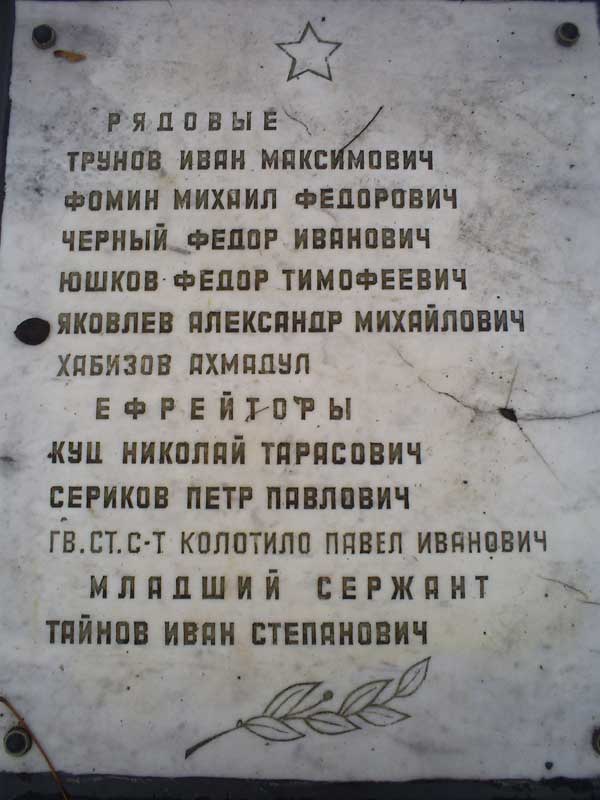 РЯДОВЫЕ
ТРУНОВ ИВАН МАКСИМОВИЧ
ФОМИН МИХАИЛ ФЕДОРОВИЧ
ЧЕРНЫЙ ФЕДОР ИВАНОВИЧ
ЮШКОВ ФЕДОР ТИМОФЕЕВИЧ
ЯКОВЛЕВ АЛЕКСАНДР МИХАЙЛОВИЧ
ХАБИЗОВ АХМАДУЛ
ЕФРЕЙТОРЫ
КУЦ НИКОЛАЙ ТАРАСОВИЧ
СЕРИКОВ ПЕТР ПАВЛОВИЧ
ГВ.СТ.С-Т КОЛОТИЛО ПАВЕЛ ИВАНОВИЧ
МЛАДШИЙ СЕРЖАНТ
ТАЙНОВ ИВАН СТЕПАНОВИЧ